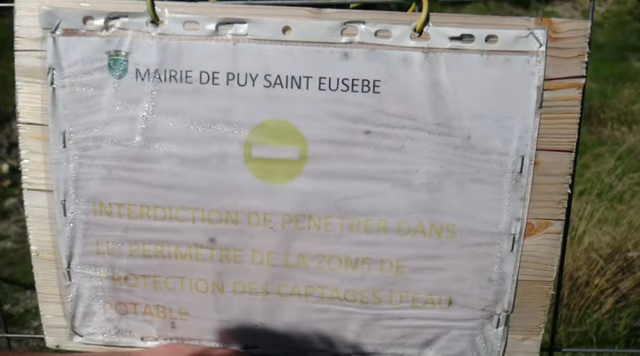 MAIRIE DE PUY SAINT EUSEBE
INTERDICTION DE PENETRER DANS
LE PERIMETRE DE LA ZONE DE
PROTECTION DES CAPTAGES D'EAU
POTABLE